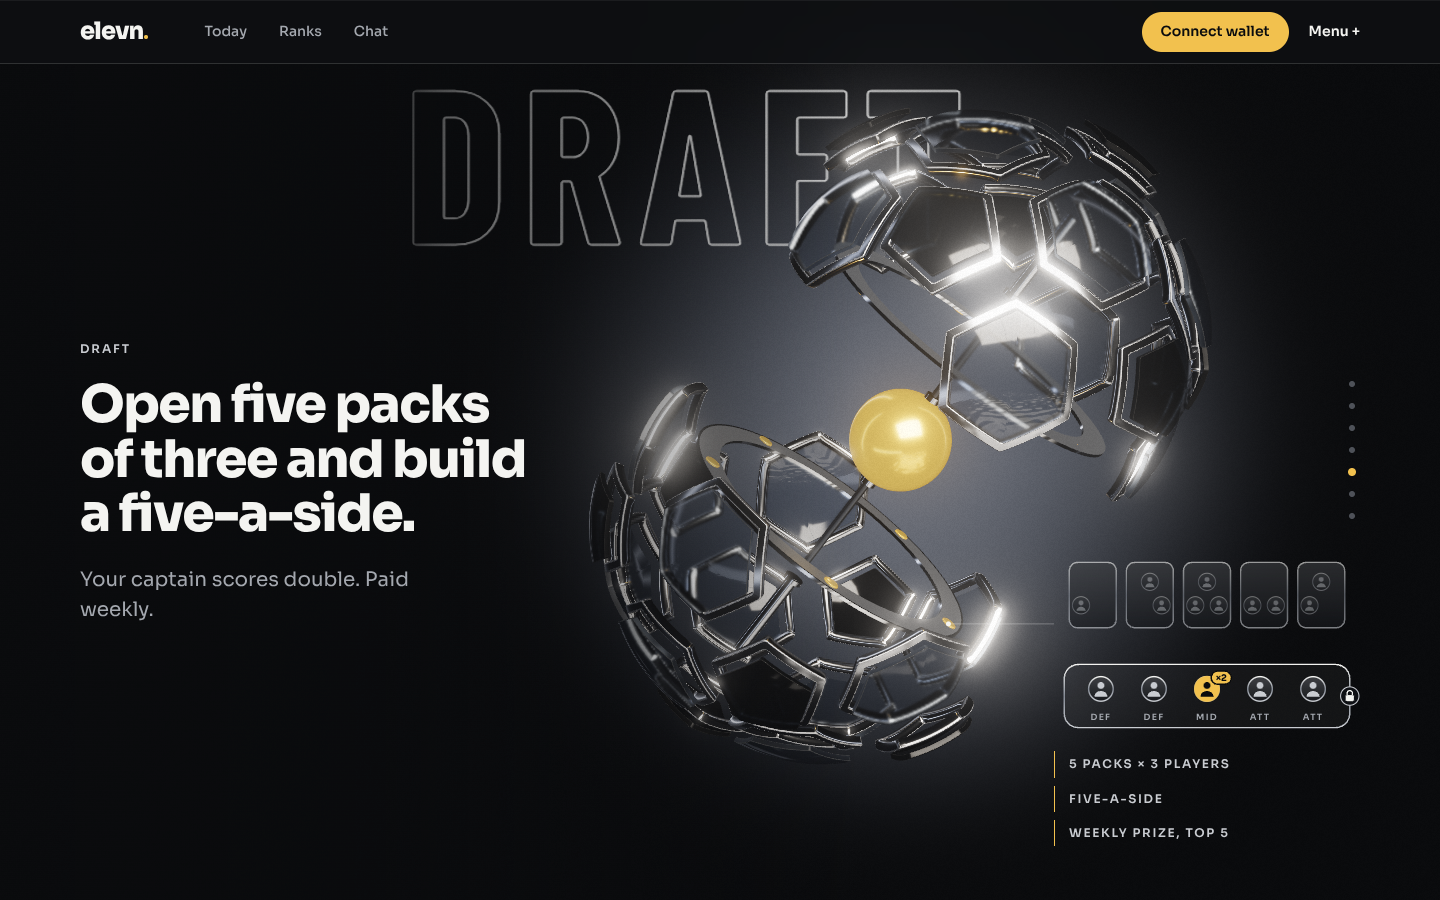 elevn.
Today
Ranks
Chat
Connect wallet
Menu +
DRAFT
DRAFT
Open five packs
of three and build
a five-a-side.
Your captain scores double. Paid
weekly.
×2
DEF
DEF
MID
ATT
ATT
5 PACKS × 3 PLAYERS
FIVE-A-SIDE
WEEKLY PRIZE, TOP 5